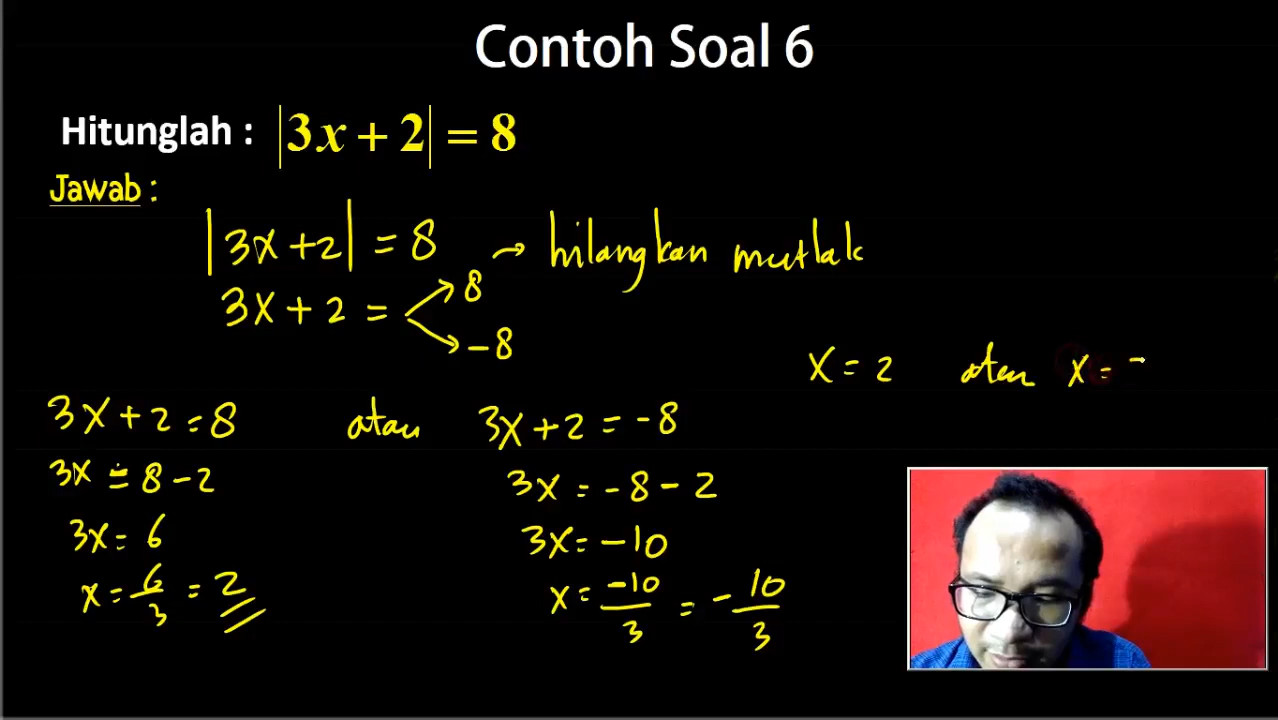 Contoh Soal 6
Hitunglah : |3x + 2| = 8
Jawab :
|3x + 2| = 8 → hilangkan mutlak
3x + 2 = 8
-8
x = 2 atau x = -
3x + 2 = 8 atau 3x + 2 = -8
3x = 8 - 2
3x = 6
x = 6/3 = 2
3x = -8 - 2
3x = -10
x = -10/3 = - 10/3